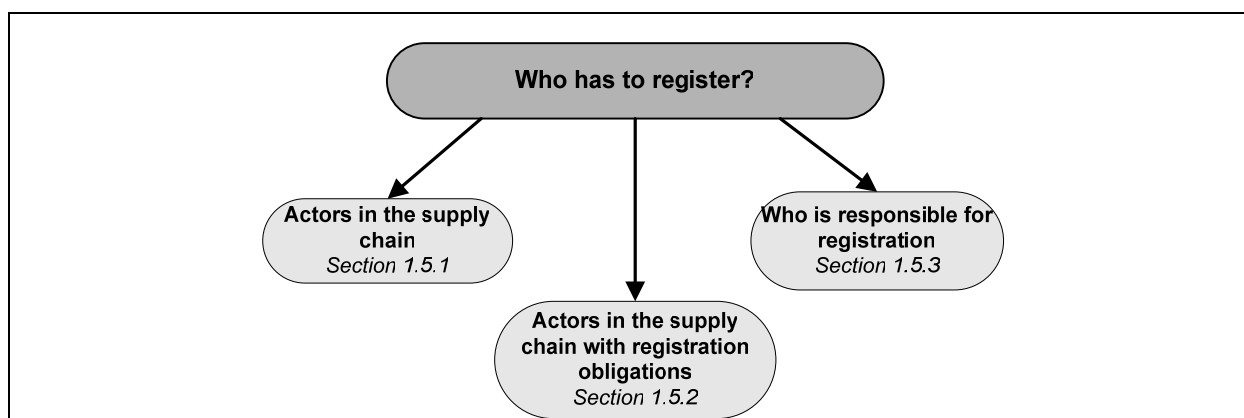 Who has to register?
Actors in the supply
chain
Section 1.5.1
Who is responsible for
registration
Section 1.5.3
Actors in the supply
chain with registration
obligations
Section 1.5.2